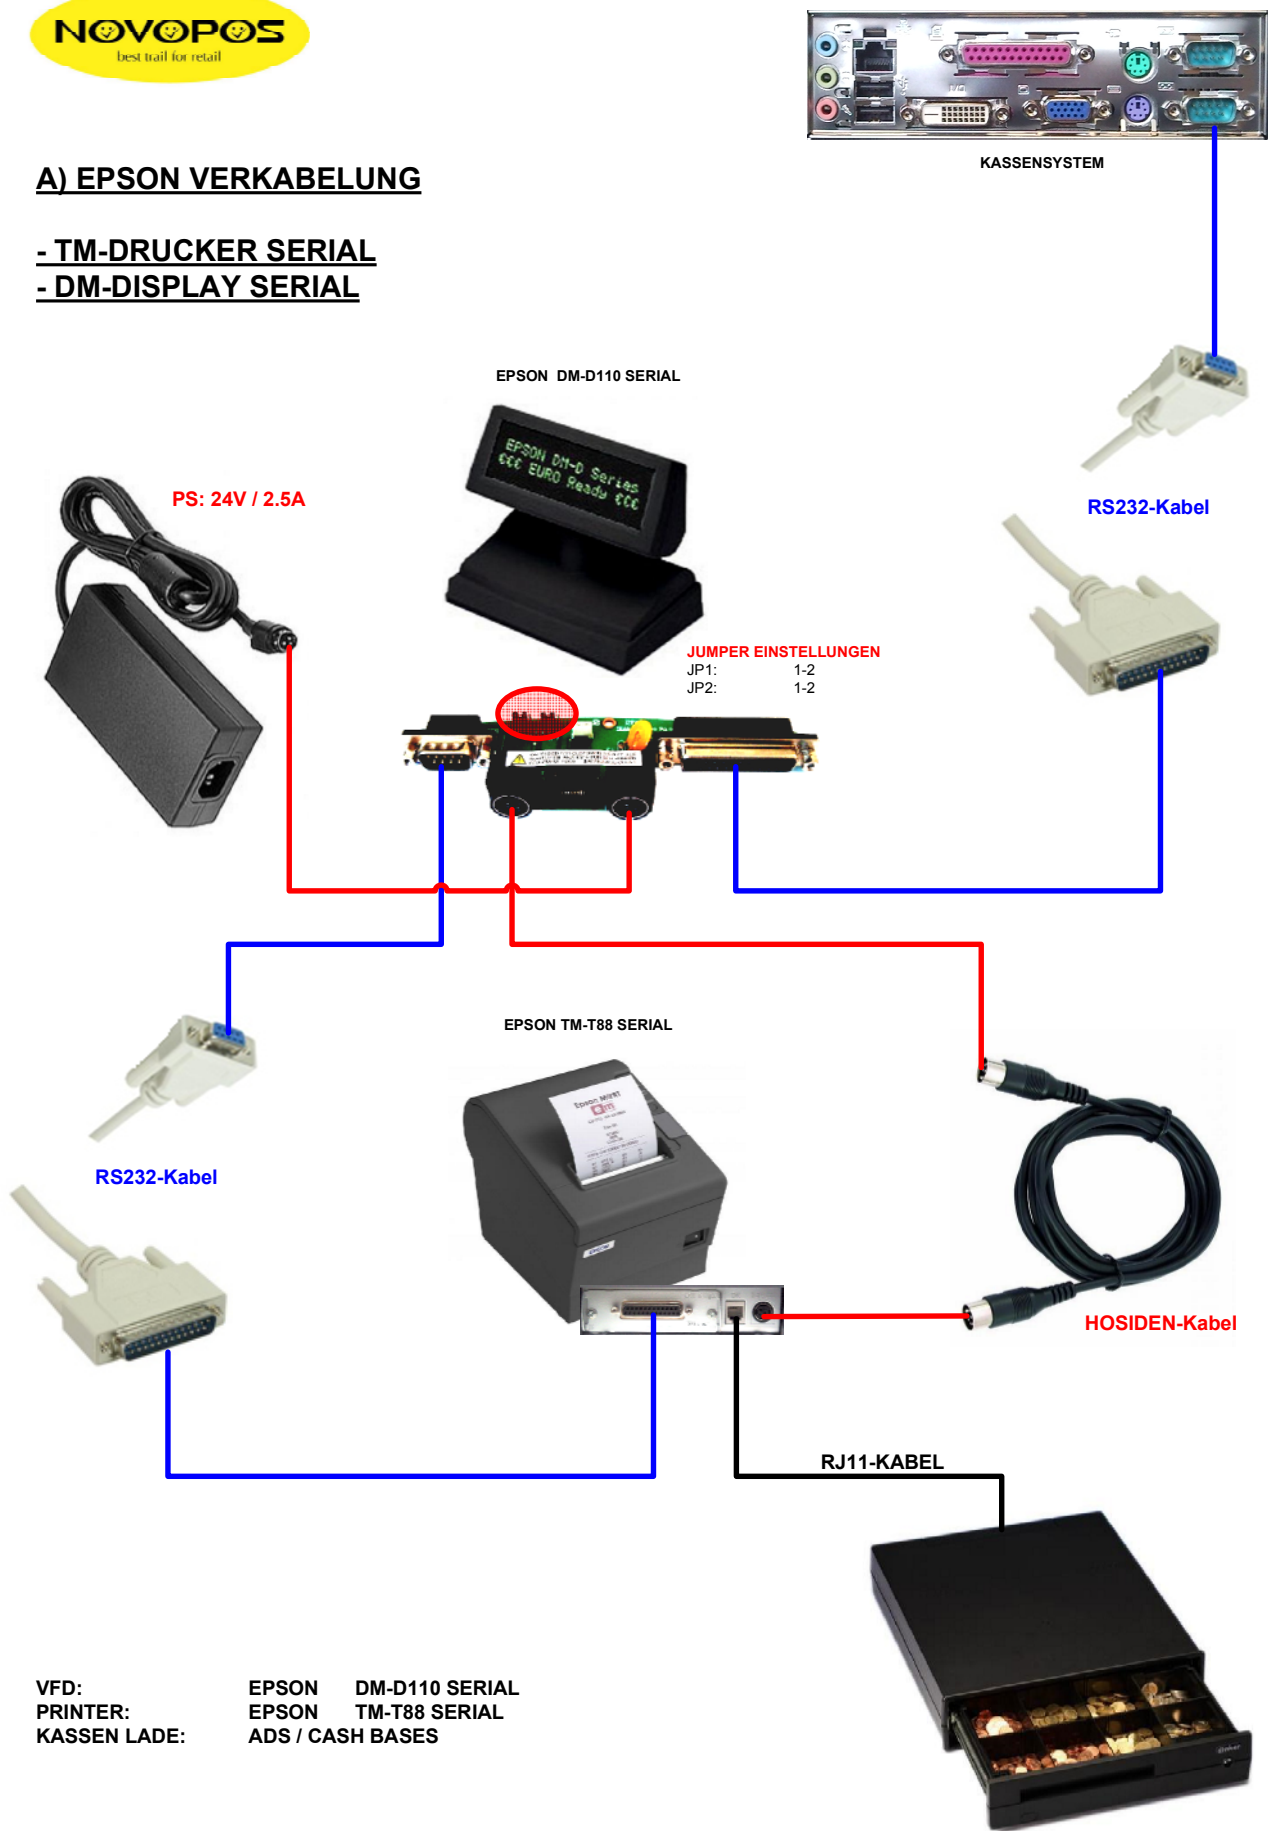 NOVOPOS
best trail for retail
KASSENSYSTEM
A) EPSON VERKABELUNG
- TM-DRUCKER SERIAL
- DM-DISPLAY SERIAL
EPSON DM-D110 SERIAL
EPSON DM-D Series
€€€ EURO Ready €€€
PS: 24V / 2.5A
RS232-Kabel
JUMPER EINSTELLUNGEN
JP1: 1-2
JP2: 1-2
EPSON TM-T88 SERIAL
RS232-Kabel
EPSON
HOSIDEN-Kabel
RJ11-KABEL
VFD: EPSON DM-D110 SERIAL
PRINTER: EPSON TM-T88 SERIAL
KASSEN LADE: ADS / CASH BASES